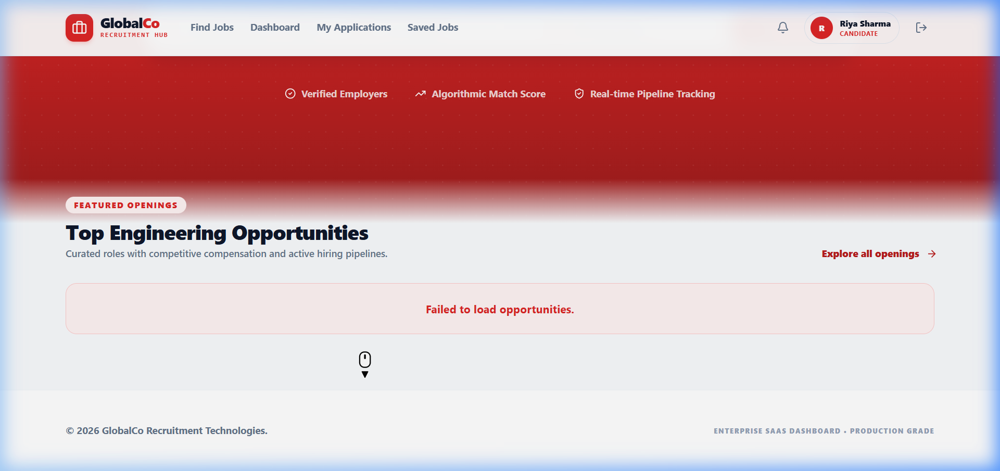 GlobalCo
RECRUITMENT HUB
Find Jobs
Dashboard
My Applications
Saved Jobs
R
Riya Sharma
CANDIDATE
Verified Employers
Algorithmic Match Score
Real-time Pipeline Tracking
FEATURED OPENINGS
Top Engineering Opportunities
Curated roles with competitive compensation and active hiring pipelines.
Explore all openings →
Failed to load opportunities.
© 2026 GlobalCo Recruitment Technologies.
ENTERPRISE SAAS DASHBOARD • PRODUCTION GRADE